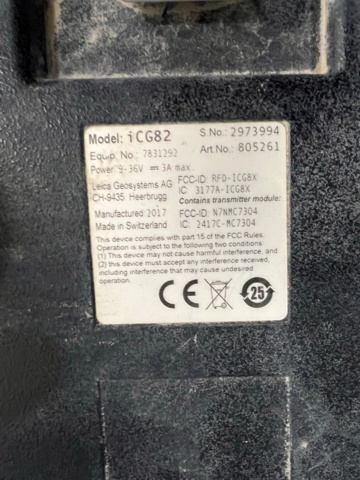 Model: iCG82 S.No.: 2973994
Equip. No.: 7831292 Art.No.: 805261
Power: 9-36V ⎓ 3A max.
Leica Geosystems AG FCC-ID: RFD-ICG8X
CH-9435 Heerbrugg IC: 3177A-ICG8X
Contains transmitter module:
Manufactured 2017 FCC-ID: N7NMC7304
Made in Switzerland IC: 2417C-MC7304
This device complies with part 15 of the FCC Rules.
Operation is subject to the following two conditions:
(1) This device may not cause harmful interference, and
(2) this device must accept any interference received,
including interference that may cause undesired
operation.
CE 25